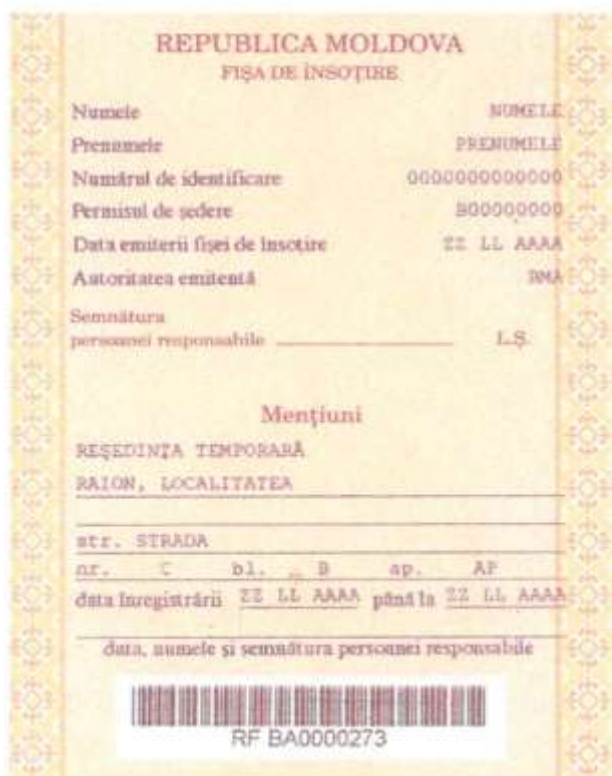 REPUBLICA MOLDOVA
FIȘA DE ÎNSOȚIRE
Numele NUMELE
Prenumele PRENUMELE
Numărul de identificare 0000000000000
Permisul de ședere B00000000
Data emiterii fișei de însoțire ZZ LL AAAA
Autoritatea emitentă BMA
Semnătura
persoanei responsabile L.Ș.
Mențiuni
REȘEDINȚA TEMPORARĂ
RAION, LOCALITATEA
str. STRADA
nr. C bl. B ap. AP
data înregistrării ZZ LL AAAA până la ZZ LL AAAA
data, numele și semnătura persoanei responsabile
RF BA0000273